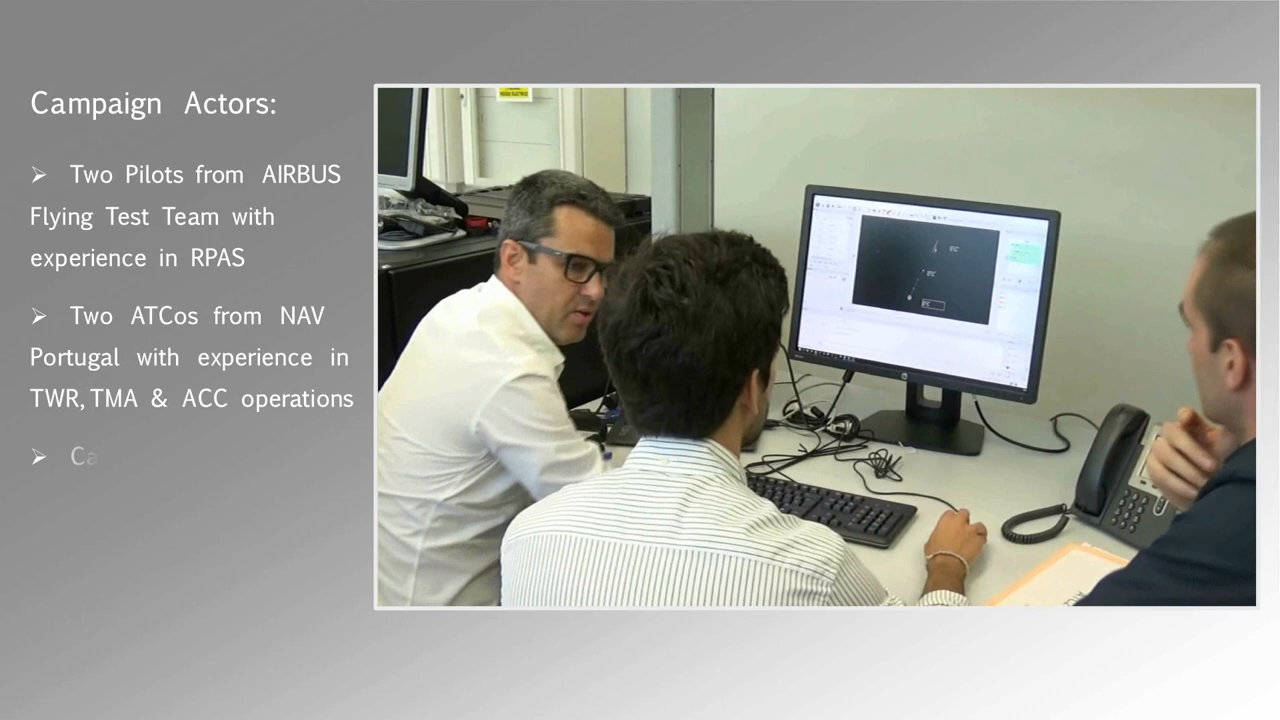 Campaign Actors:
➢ Two Pilots from AIRBUS
Flying Test Team with
experience in RPAS
➢ Two ATCos from NAV
Portugal with experience in
TWR, TMA & ACC operations
➢ Ca